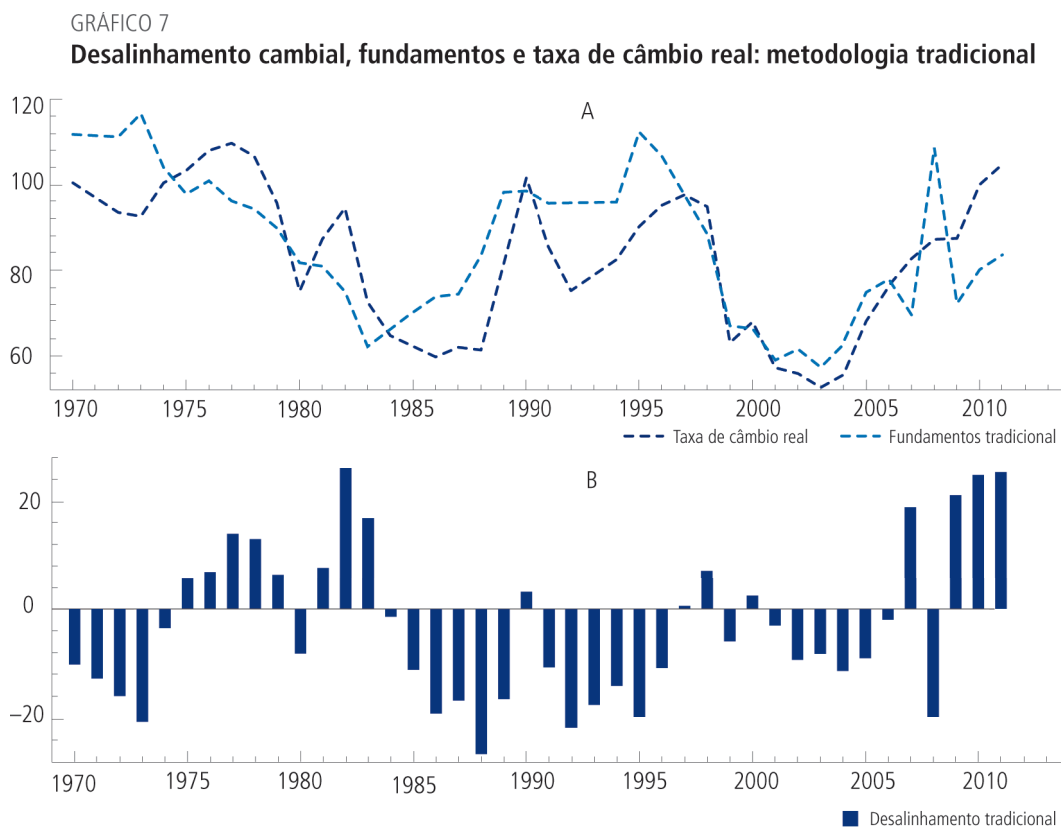 GRÁFICO 7
Desalinhamento cambial, fundamentos e taxa de câmbio real: metodologia tradicional
A
120
100
80
60
1970 1975 1980 1985 1990 1995 2000 2005 2010
Taxa de câmbio real Fundamentos tradicional
B
20
0
–20
1970 1975 1980 1985 1990 1995 2000 2005 2010
Desalinhamento tradicional